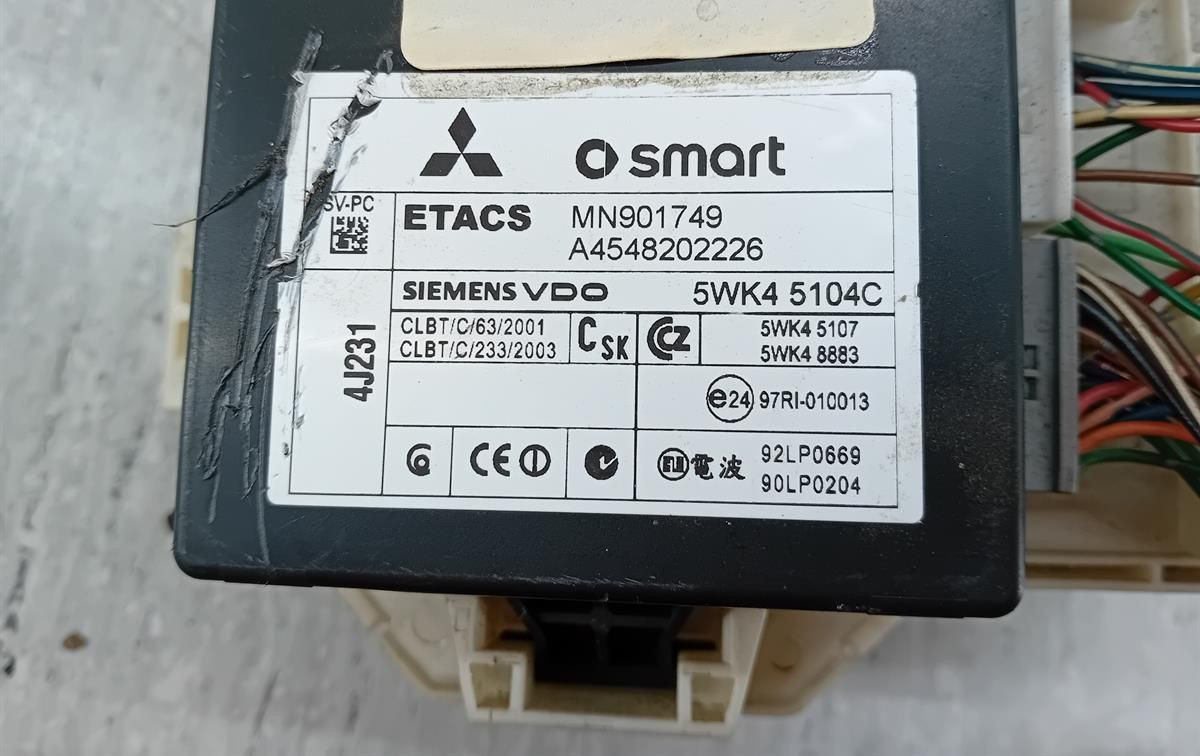 smart
SV-PC
ETACS
MN901749
A4548202226
SIEMENS VDO
5WK4 5104C
4J231
CLBT/C/63/2001
CLBT/C/233/2003
CSK
CCZ
5WK4 5107
5WK4 8883
e24 97RI-010013
CE
電波
92LP0669
90LP0204